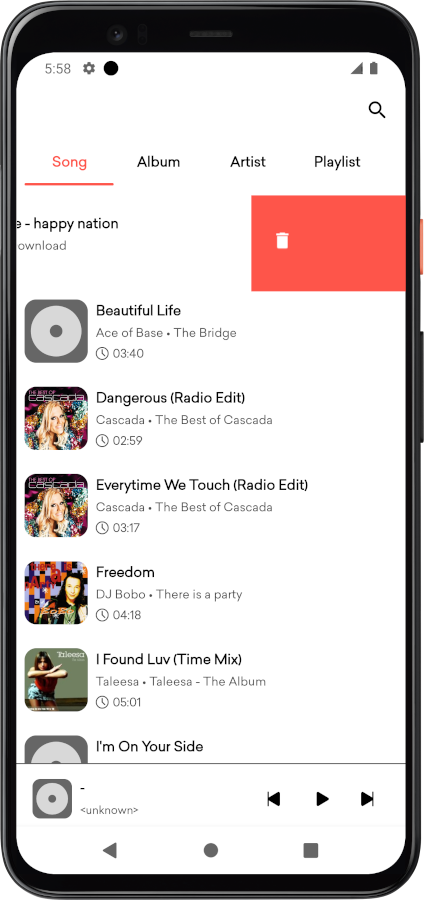 5:58
Song Album Artist Playlist
e - happy nation
ownload
Beautiful Life
Ace of Base • The Bridge
03:40
THE BEST OF
CASCADA
Dangerous (Radio Edit)
Cascada • The Best of Cascada
02:59
THE BEST OF
CASCADA
Everytime We Touch (Radio Edit)
Cascada • The Best of Cascada
03:17
Freedom
DJ Bobo • There is a party
04:18
Taleesa
I Found Luv (Time Mix)
Taleesa • Taleesa - The Album
05:01
I'm On Your Side
-
<unknown>